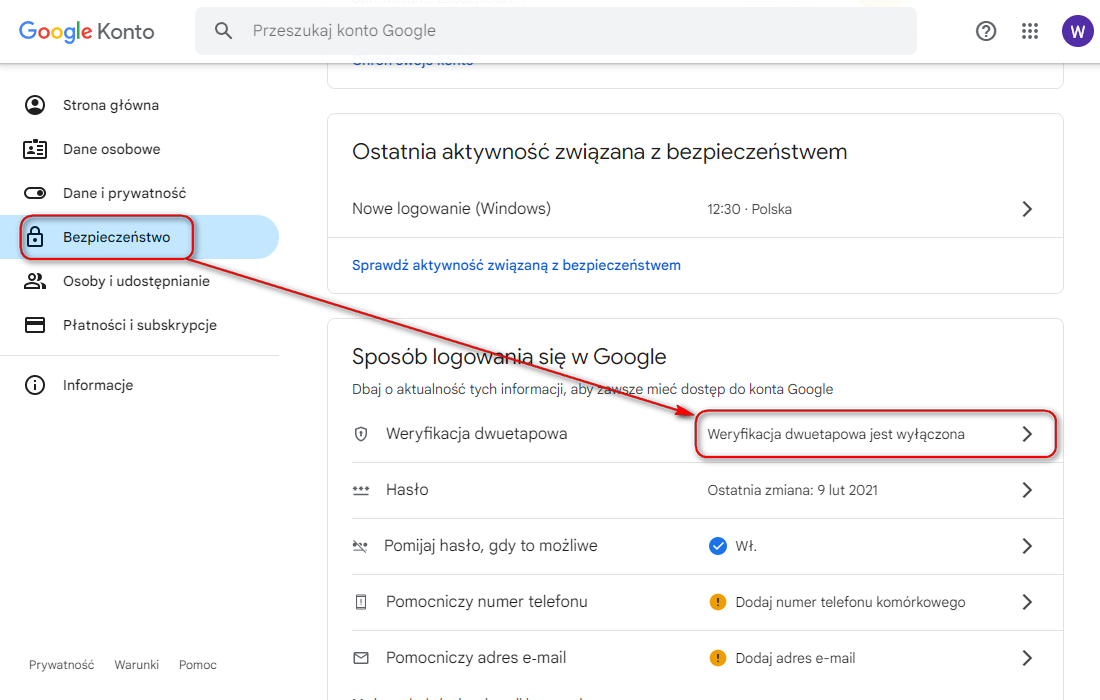 Google Konto
Przeszukaj konto Google
W
Strona główna
Dane osobowe
Dane i prywatność
Bezpieczeństwo
Osoby i udostępnianie
Płatności i subskrypcje
Informacje
Prywatność Warunki Pomoc
Chroń swoje konto
Ostatnia aktywność związana z bezpieczeństwem
Nowe logowanie (Windows) 12:30 · Polska
Sprawdź aktywność związaną z bezpieczeństwem
Sposób logowania się w Google
Dbaj o aktualność tych informacji, aby zawsze mieć dostęp do konta Google
Weryfikacja dwuetapowa Weryfikacja dwuetapowa jest wyłączona
Hasło Ostatnia zmiana: 9 lut 2021
Pomijaj hasło, gdy to możliwe Wł.
Pomocniczy numer telefonu Dodaj numer telefonu komórkowego
Pomocniczy adres e-mail Dodaj adres e-mail